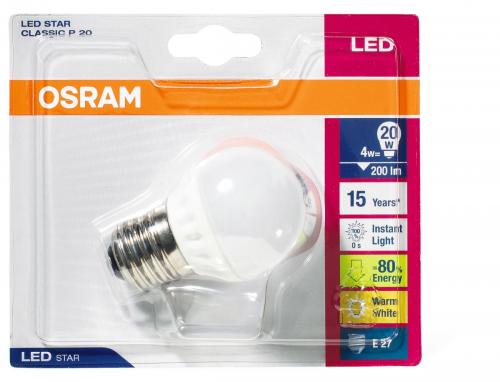 LED STAR
CLASSIC P 20
LED
OSRAM
20
W
4w=
200 lm
15 Years*
100
%
0 s
Instant
Light
=80%
Energy
Warm
White
E 27
LED STAR